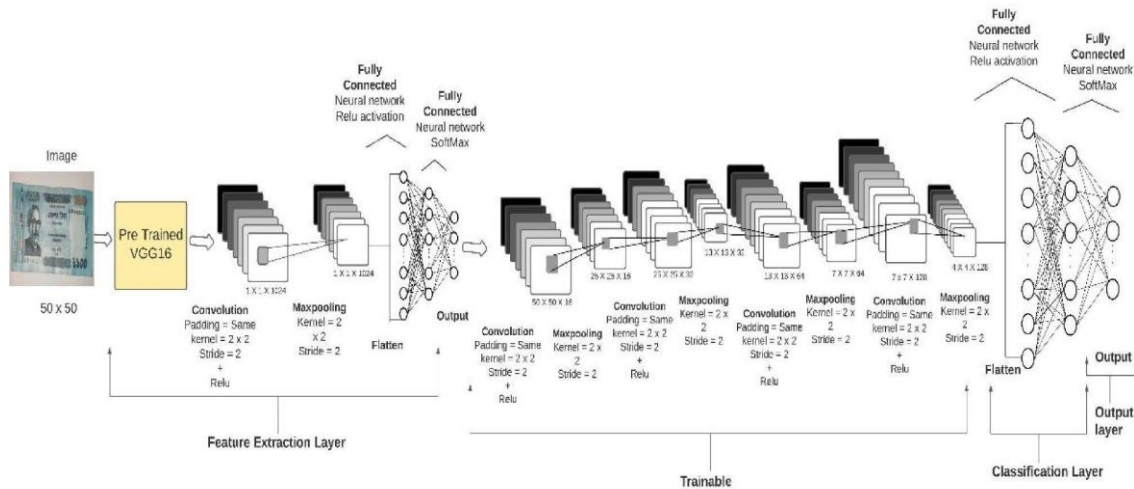 Image
50 x 50
Pre Trained
VGG16
1 X 1 X 1024
Convolution
Padding = Same
kernel = 2 x 2
Stride = 2
+
Relu
1 X 1 X 1024
Maxpooling
Kernel = 2
x 2
Stride = 2
Fully
Connected
Neural network
Relu activation
Flatten
Fully
Connected
Neural network
SoftMax
Output
Feature Extraction Layer
50 X 50 X 16
Convolution
Padding = Same
kernel = 2 x 2
Stride = 2
+
Relu
25 X 25 X 16
Maxpooling
Kernel = 2 x
2
Stride = 2
25 X 25 X 32
Convolution
Padding = Same
kernel = 2 x 2
Stride = 2
+
Relu
13 X 13 X 32
Maxpooling
Kernel = 2 x
2
Stride = 2
13 X 13 X 64
Convolution
Padding = Same
kernel = 2 x 2
Stride = 2
+
Relu
7 X 7 X 64
Maxpooling
Kernel = 2 x
2
Stride = 2
7 x 7 X 128
Convolution
Padding = Same
kernel = 2 x 2
Stride = 2
+
Relu
4 X 4 X 128
Maxpooling
Kernel = 2 x
2
Stride = 2
Trainable
Fully
Connected
Neural network
Relu activation
Flatten
Fully
Connected
Neural network
SoftMax
Output
Output
layer
Classification Layer